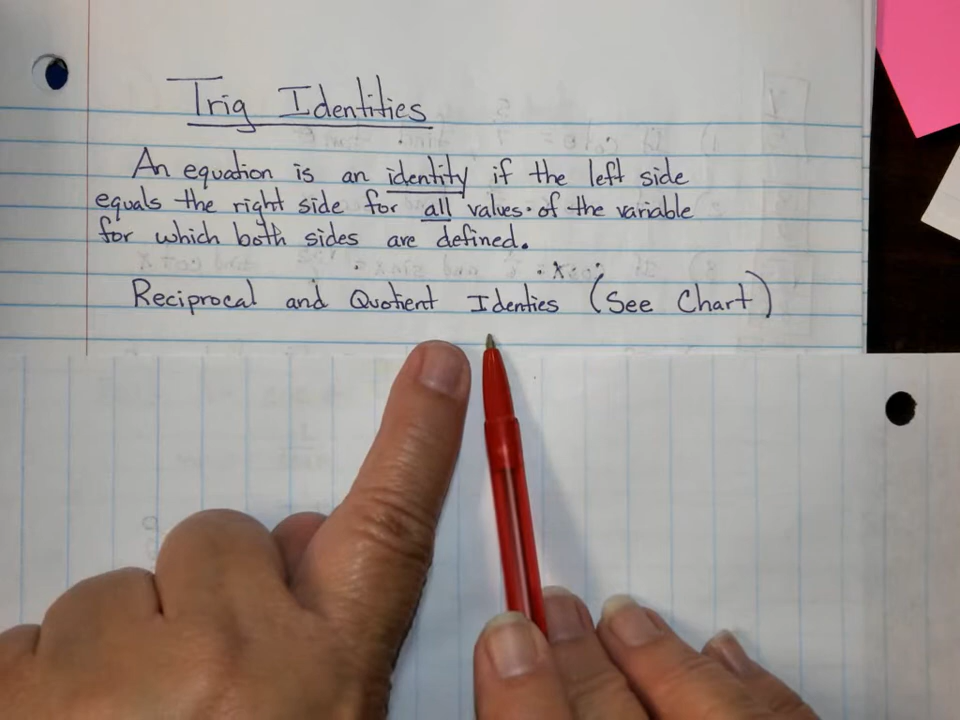 Trig Identities
An equation is an identity if the left side
equals the right side for all values of the variable
for which both sides are defined.
Reciprocal and Quotient Identies (See Chart)